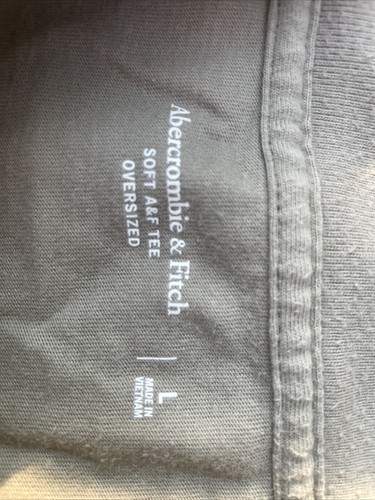 Abercrombie & Fitch
SOFT A&F TEE
OVERSIZED
L
MADE IN
VIETNAM